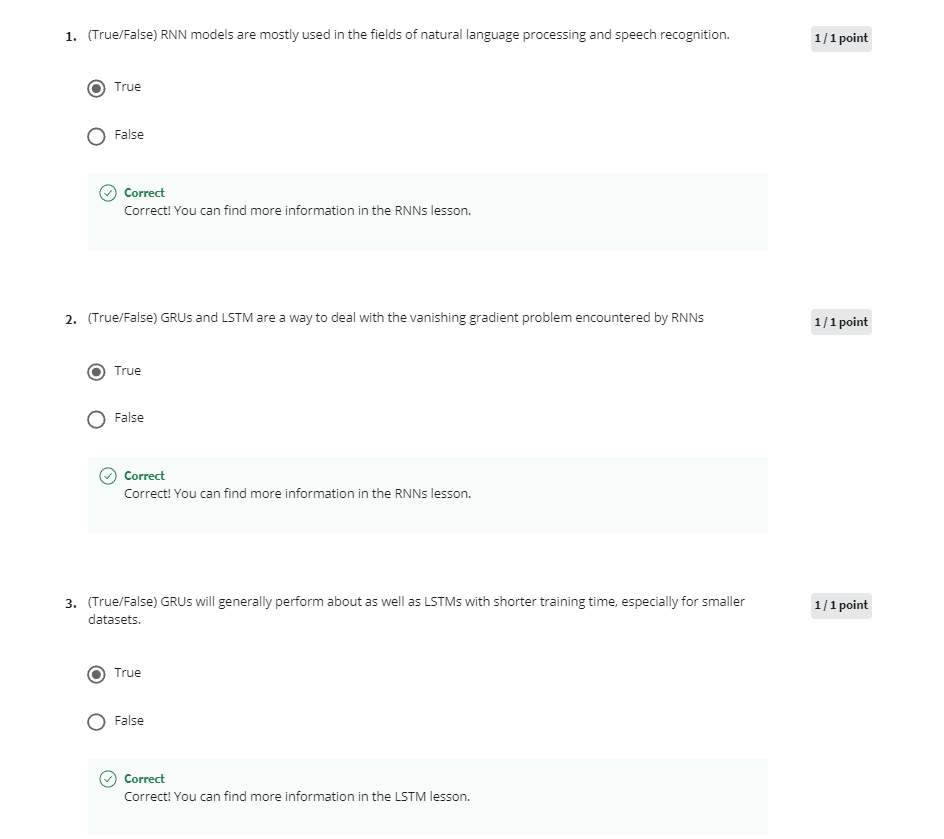 1. (True/False) RNN models are mostly used in the fields of natural language processing and speech recognition. 1 / 1 point
True
False
Correct
Correct! You can find more information in the RNNs lesson.
2. (True/False) GRUs and LSTM are a way to deal with the vanishing gradient problem encountered by RNNs 1 / 1 point
True
False
Correct
Correct! You can find more information in the RNNs lesson.
3. (True/False) GRUs will generally perform about as well as LSTMs with shorter training time, especially for smaller 1 / 1 point
datasets.
True
False
Correct
Correct! You can find more information in the LSTM lesson.